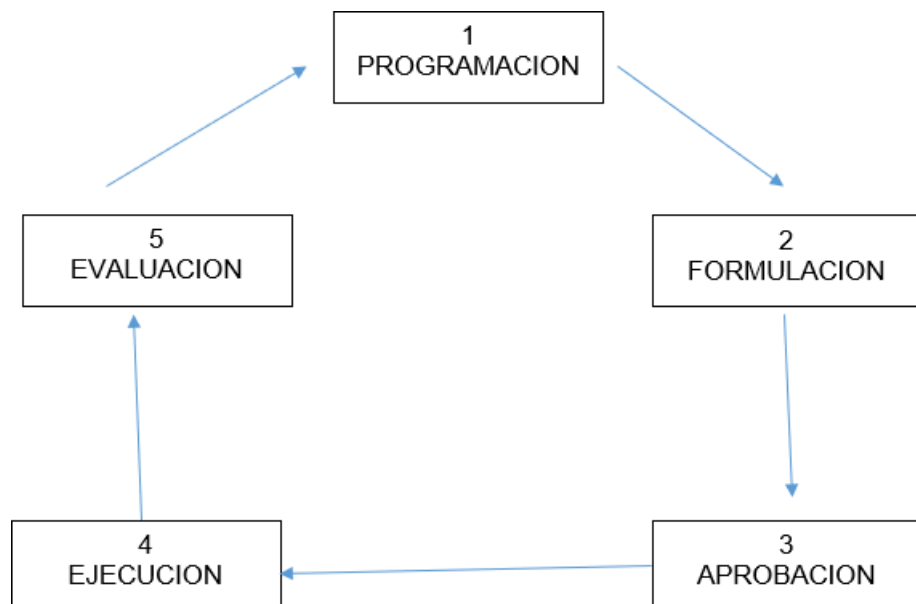 1
PROGRAMACION
2
FORMULACION
3
APROBACION
4
EJECUCION
5
EVALUACION